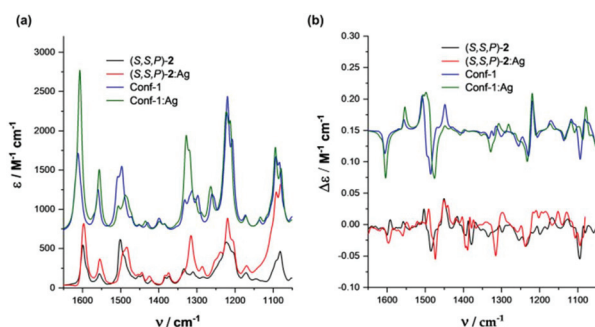 (a)
(S,S,P)-2
(S,S,P)-2:Ag
Conf-1
Conf-1:Ag
3000
2500
2000
1500
1000
500
0
ε / M⁻¹ cm⁻¹
1600 1500 1400 1300 1200 1100
ν / cm⁻¹
(b)
(S,S,P)-2
(S,S,P)-2:Ag
Conf-1
Conf-1:Ag
0.25
0.20
0.15
0.10
0.05
0.00
-0.05
-0.10
Δε / M⁻¹ cm⁻¹
1600 1500 1400 1300 1200 1100
ν / cm⁻¹